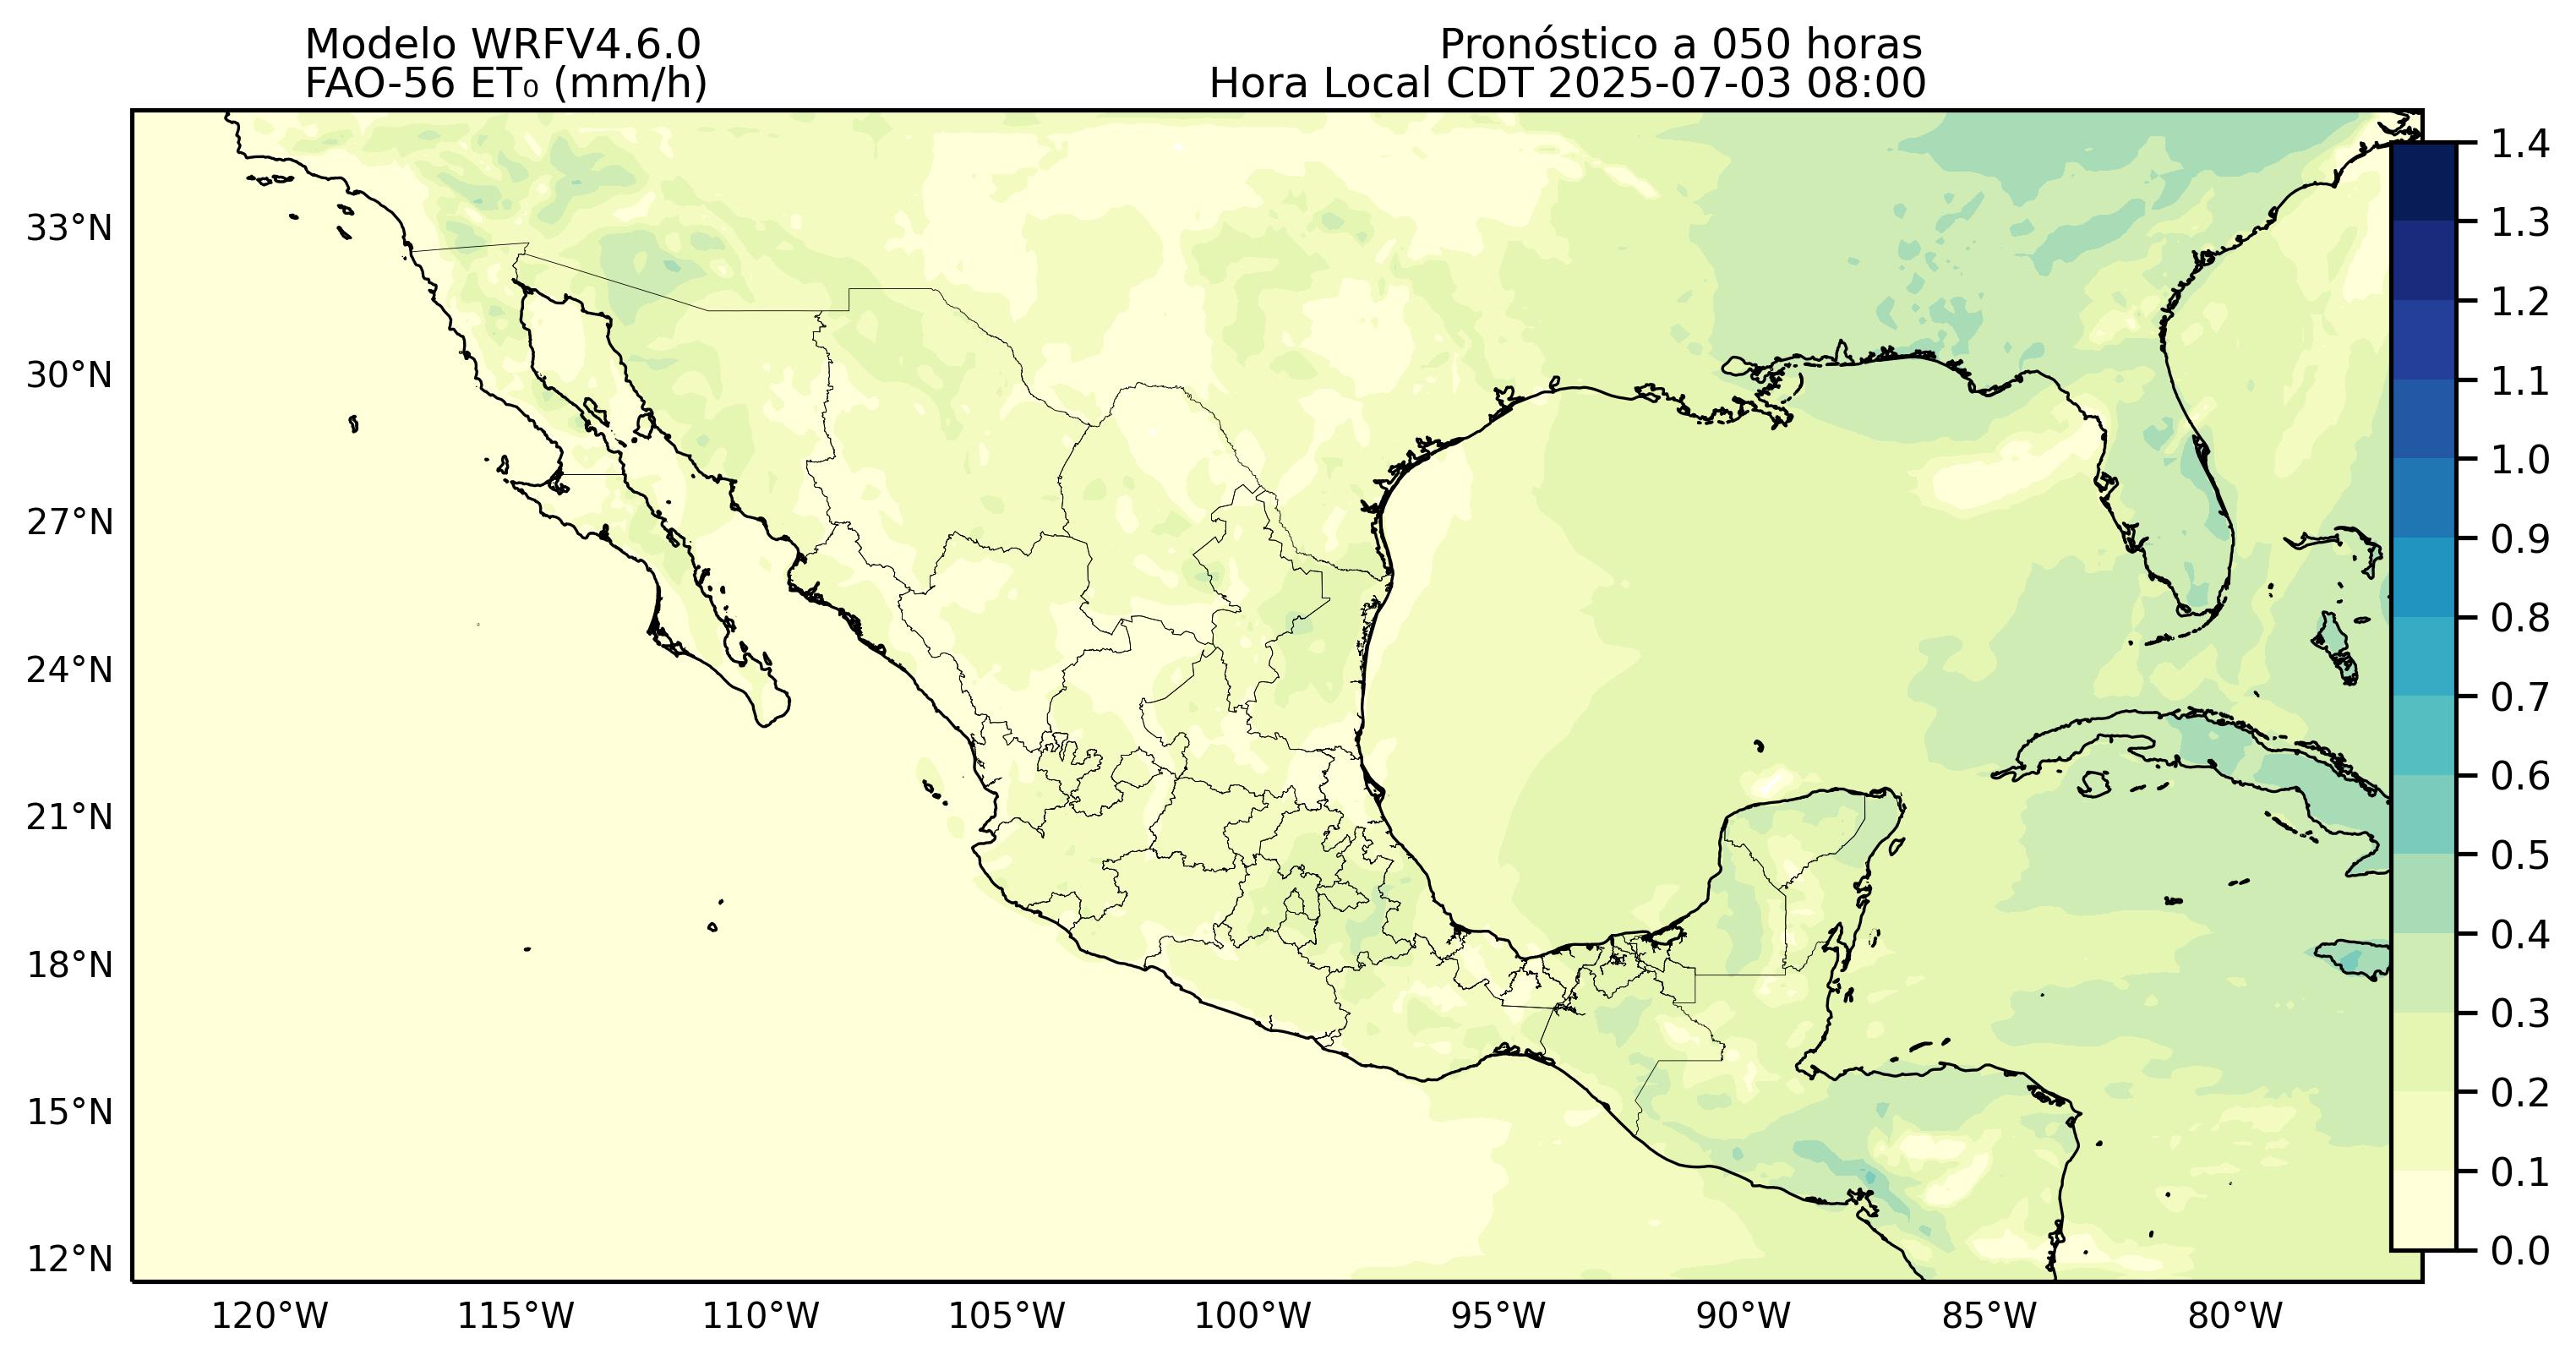 Modelo WRFV4.6.0
FAO-56 ET₀ (mm/h)
Pronóstico a 050 horas
Hora Local CDT 2025-07-03 08:00
33°N
30°N
27°N
24°N
21°N
18°N
15°N
12°N
120°W
115°W
110°W
105°W
100°W
95°W
90°W
85°W
80°W
1.4
1.3
1.2
1.1
1.0
0.9
0.8
0.7
0.6
0.5
0.4
0.3
0.2
0.1
0.0